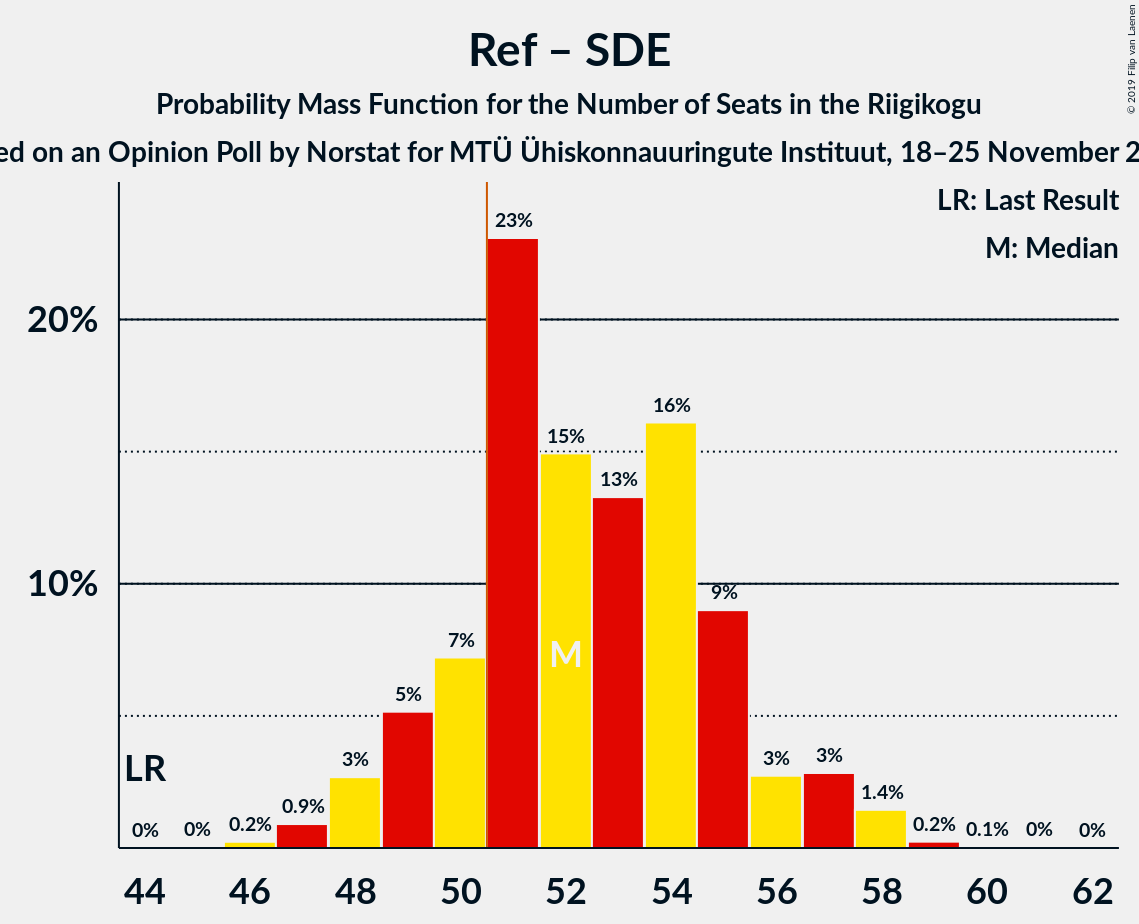 Ref – SDE
Probability Mass Function for the Number of Seats in the Riigikogu
ed on an Opinion Poll by Norstat for MTÜ Ühiskonnauuringute Instituut, 18–25 November 2
© 2019 Filip van Laenen
LR: Last Result
M: Median
23%
20%
16%
15%
13%
10%
9%
7%
M
5%
LR
3%
3%
3%
1.4%
0.9%
0% 0% 0.2% 0.2% 0.1% 0% 0%
44 46 48 50 52 54 56 58 60 62